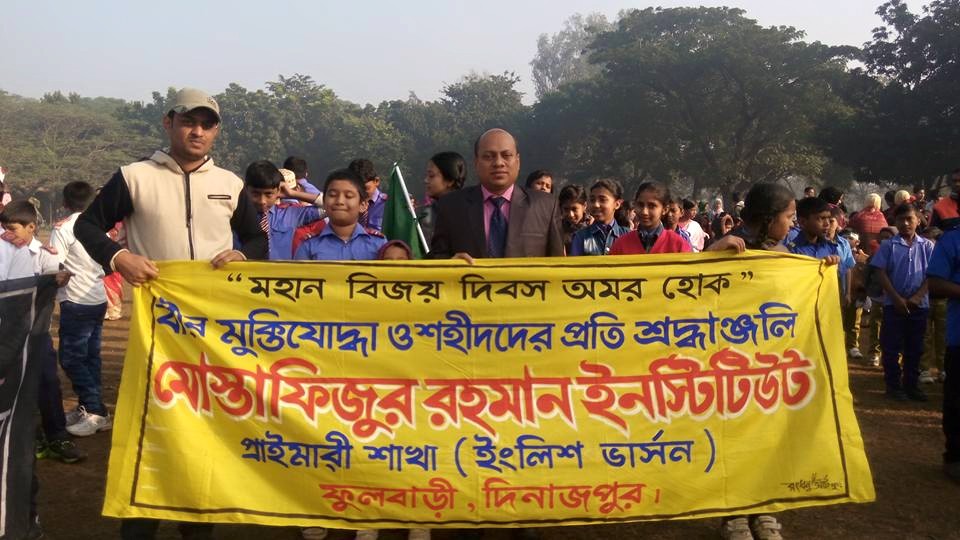 “মহান বিজয় দিবস অমর হোক”
বীর মুক্তিযোদ্ধা ও শহীদদের প্রতি শ্রদ্ধাঞ্জলি
মোস্তাফিজুর রহমান ইনস্টিটিউট
প্রাইমারী শাখা (ইংলিশ ভার্সন)
ফুলবাড়ী, দিনাজপুর।